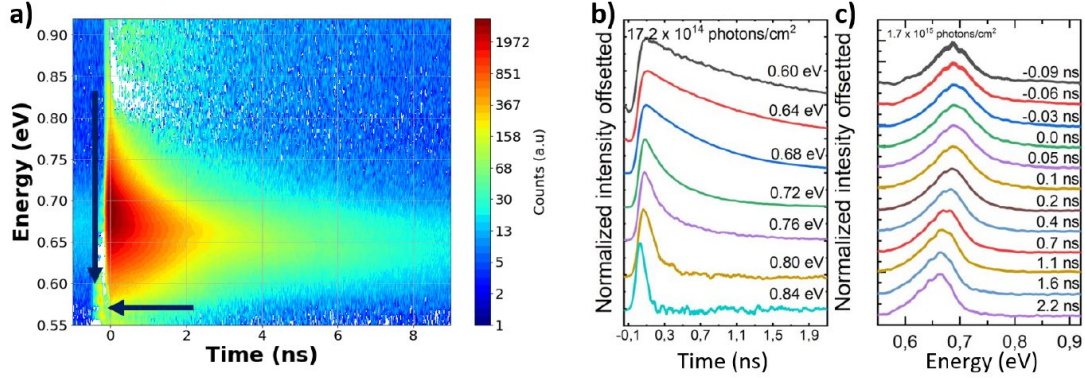 a)
Energy (eV)
0.90
0.85
0.80
0.75
0.70
0.65
0.60
0.55
0 2 4 6 8
Time (ns)
1972
851
367
158
68
30
13
5
2
1
Counts (a.u)
b)
Normalized intensity offsetted
17.2 x 10¹⁴ photons/cm²
0.60 eV
0.64 eV
0.68 eV
0.72 eV
0.76 eV
0.80 eV
0.84 eV
-0,1 0,3 0,7 1,1 1,5 1.9
Time (ns)
c)
Normalized intesity offsetted
1.7 x 10¹⁵ photons/cm²
-0.09 ns
-0.06 ns
-0.03 ns
0.0 ns
0.05 ns
0.1 ns
0.2 ns
0.4 ns
0.7 ns
1.1 ns
1.6 ns
2.2 ns
0,6 0,7 0,8 0,9
Energy (eV)